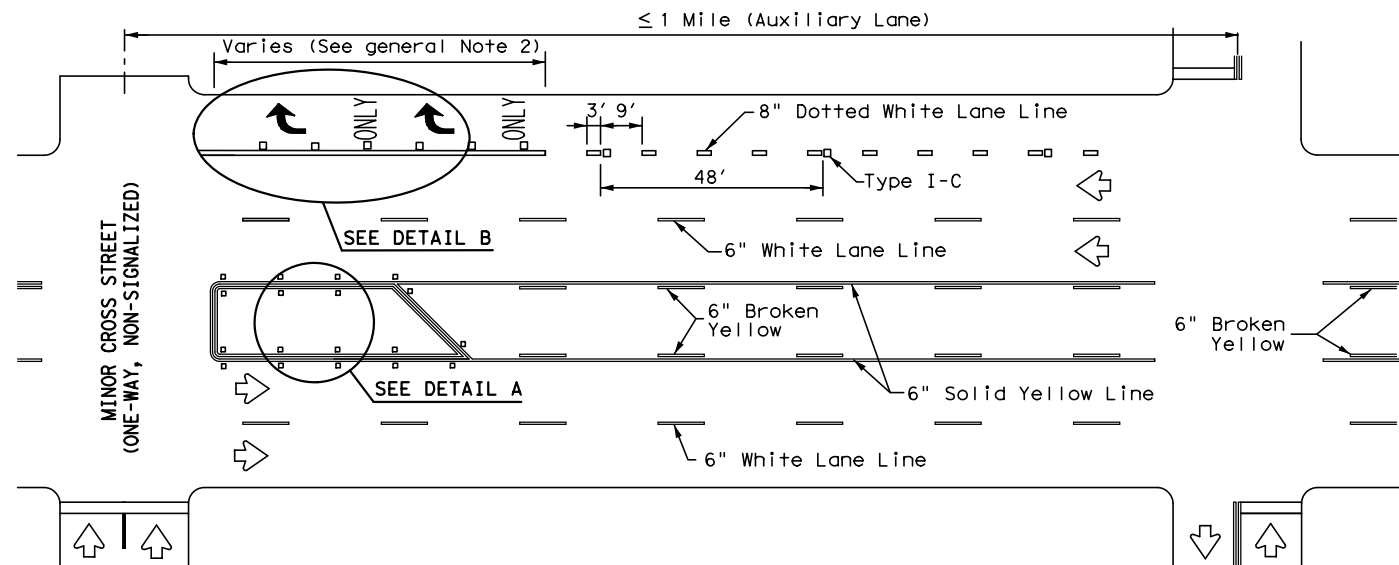 ≤ 1 Mile (Auxiliary Lane)
Varies (See general Note 2)
ONLY
ONLY
3' 9'
8" Dotted White Lane Line
48'
Type I-C
SEE DETAIL B
6" White Lane Line
MINOR CROSS STREET
(ONE-WAY, NON-SIGNALIZED)
6" Broken
Yellow
6" Broken
Yellow
SEE DETAIL A
6" Solid Yellow Line
6" White Lane Line